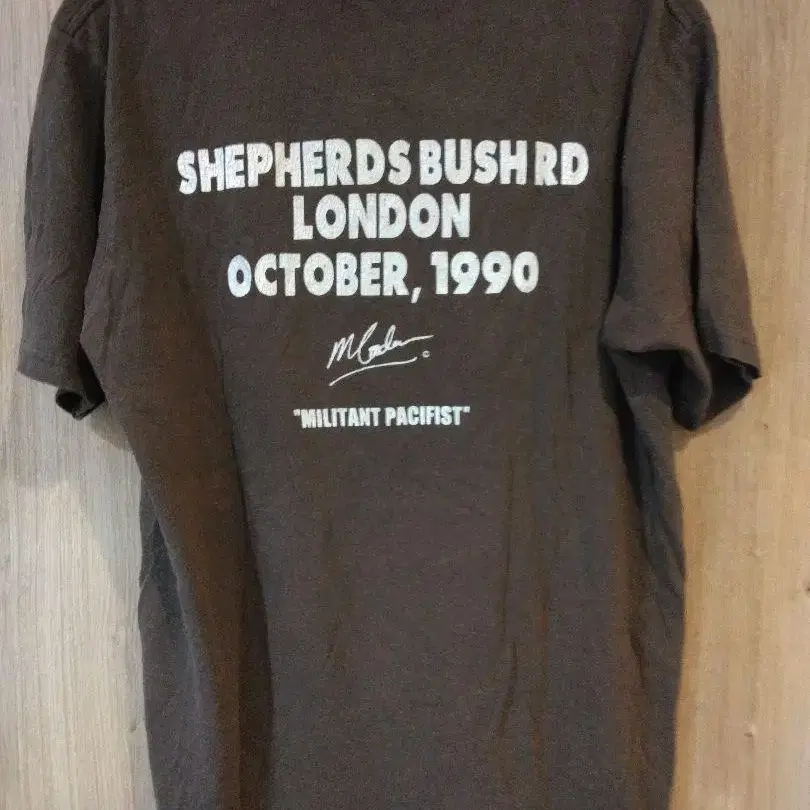 SHEPHERDS BUSH RD
LONDON
OCTOBER, 1990
©
"MILITANT PACIFIST"